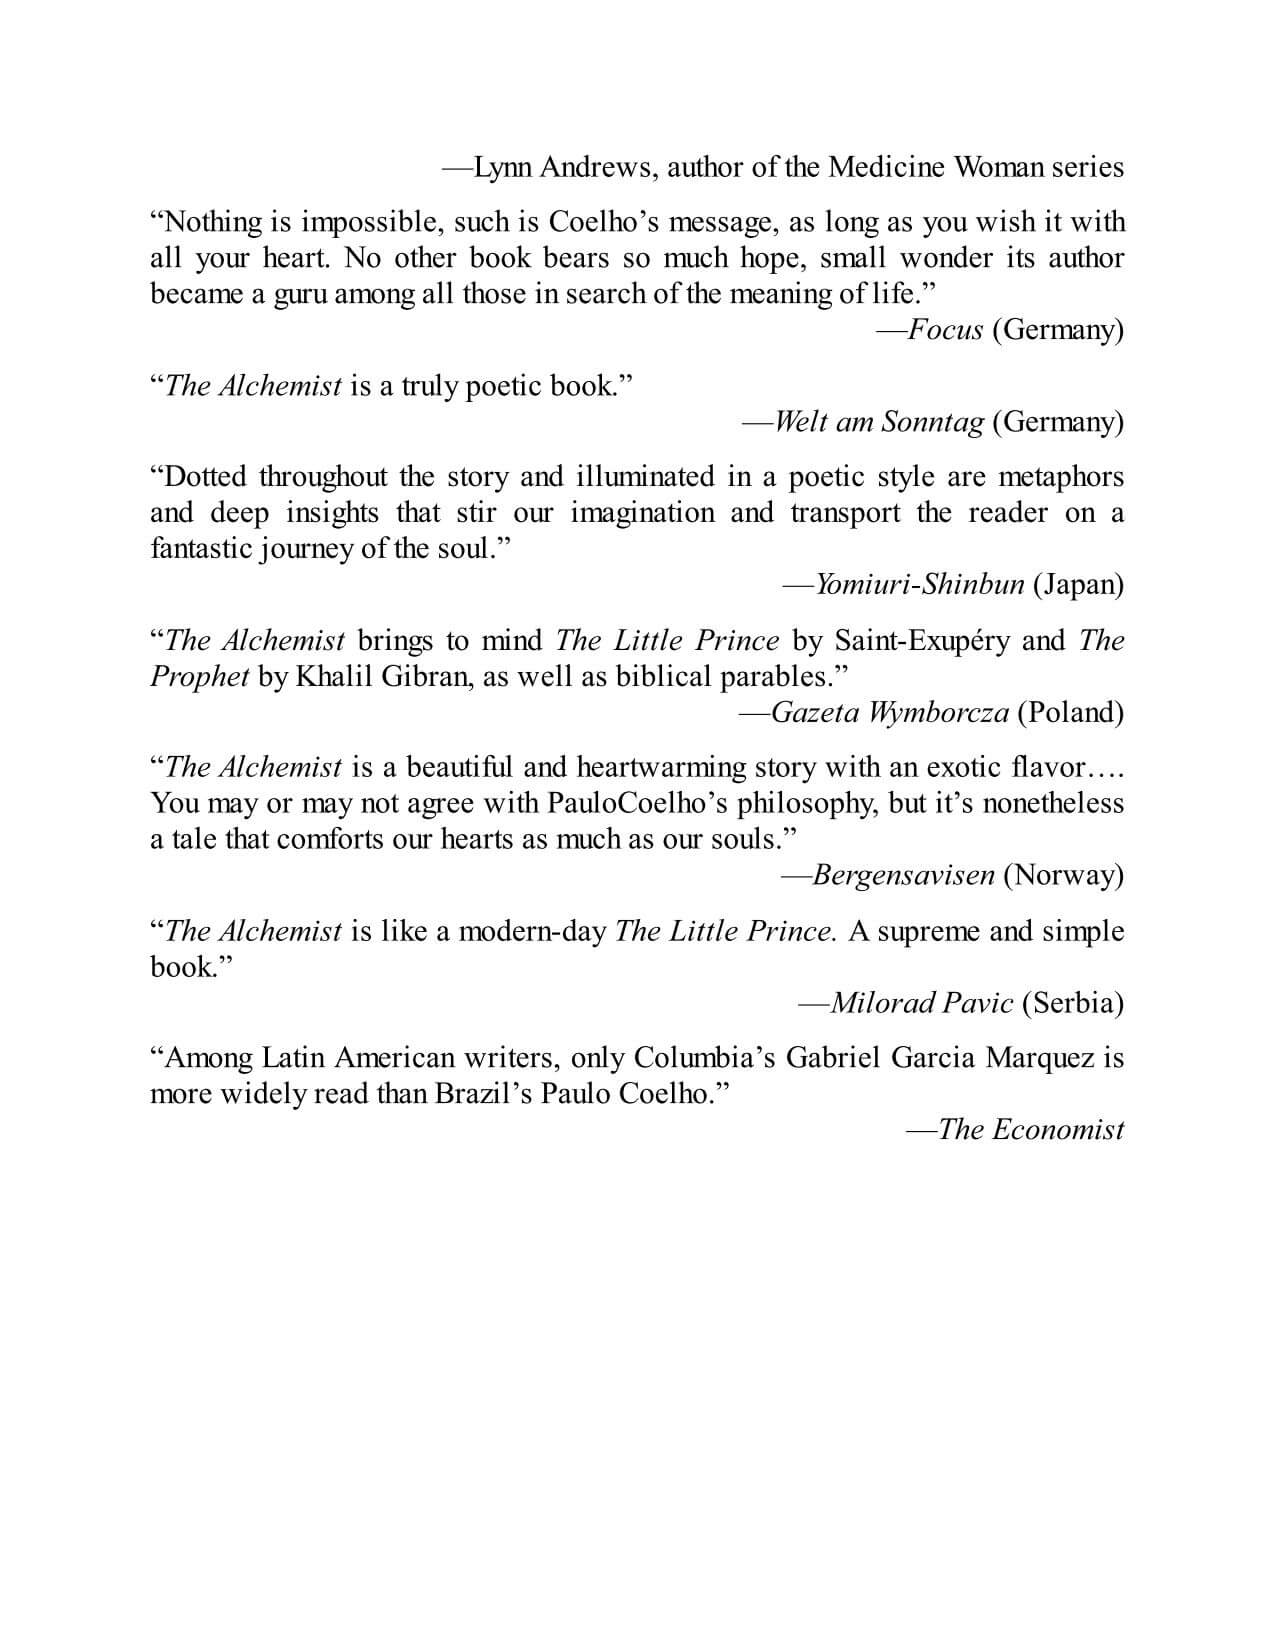 —Lynn Andrews, author of the Medicine Woman series
“Nothing is impossible, such is Coelho’s message, as long as you wish it with
all your heart. No other book bears so much hope, small wonder its author
became a guru among all those in search of the meaning of life.”
—Focus (Germany)
“The Alchemist is a truly poetic book.”
—Welt am Sonntag (Germany)
“Dotted throughout the story and illuminated in a poetic style are metaphors
and deep insights that stir our imagination and transport the reader on a
fantastic journey of the soul.”
—Yomiuri-Shinbun (Japan)
“The Alchemist brings to mind The Little Prince by Saint-Exupéry and The
Prophet by Khalil Gibran, as well as biblical parables.”
—Gazeta Wymborcza (Poland)
“The Alchemist is a beautiful and heartwarming story with an exotic flavor….
You may or may not agree with PauloCoelho’s philosophy, but it’s nonetheless
a tale that comforts our hearts as much as our souls.”
—Bergensavisen (Norway)
“The Alchemist is like a modern-day The Little Prince. A supreme and simple
book.”
—Milorad Pavic (Serbia)
“Among Latin American writers, only Columbia’s Gabriel Garcia Marquez is
more widely read than Brazil’s Paulo Coelho.”
—The Economist